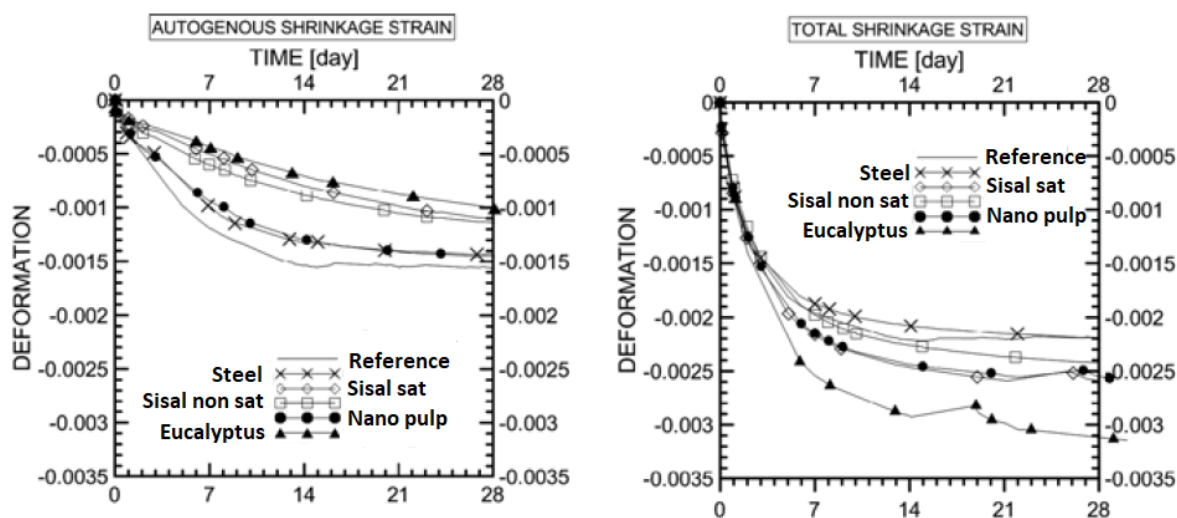 AUTOGENOUS SHRINKAGE STRAIN
TIME [day]
0 7 14 21 28
0 0
-0.0005 -0.0005
-0.001 -0.001
-0.0015 -0.0015
-0.002 -0.002
-0.0025 -0.0025
-0.003 -0.003
-0.0035 -0.0035
DEFORMATION
Reference
Steel
Sisal sat
Sisal non sat
Nano pulp
Eucalyptus
0 7 14 21 28
TOTAL SHRINKAGE STRAIN
TIME [day]
0 7 14 21 28
0 0
-0.0005 -0.0005
-0.001 -0.001
-0.0015 -0.0015
-0.002 -0.002
-0.0025 -0.0025
-0.003 -0.003
-0.0035 -0.0035
DEFORMATION
Reference
Steel
Sisal sat
Sisal non sat
Nano pulp
Eucalyptus
0 7 14 21 28